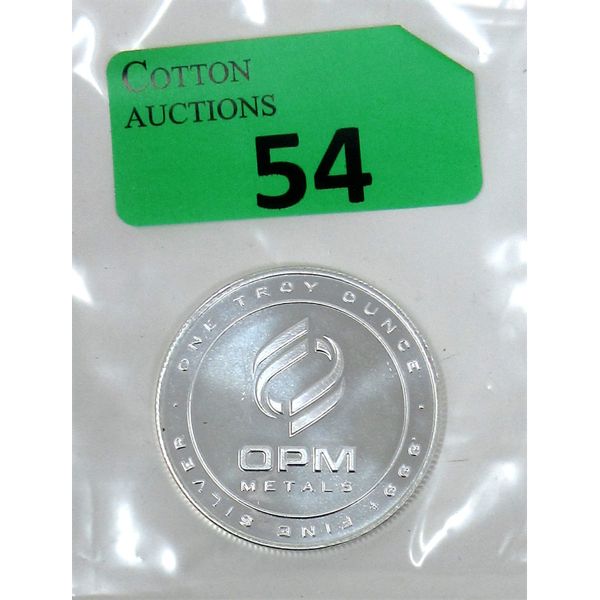 COTTON
AUCTIONS
54
ONE TROY OUNCE · .999+ FINE SILVER ·
OPM
METALS